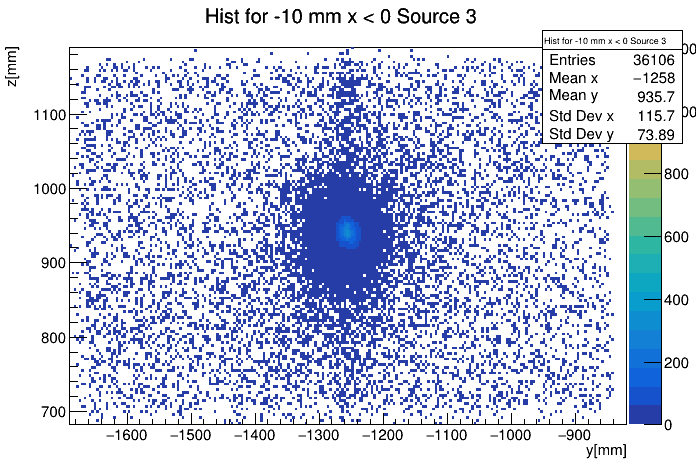 Hist for -10 mm x < 0 Source 3
z[mm]
Hist for -10 mm x < 0 Source 3
Entries 36106
Mean x −1258
Mean y 935.7
Std Dev x 115.7
Std Dev y 73.89
1100
1000
900
800
700
−1600 −1500 −1400 −1300 −1200 −1100 −1000 −900
y[mm]
800
600
400
200
0